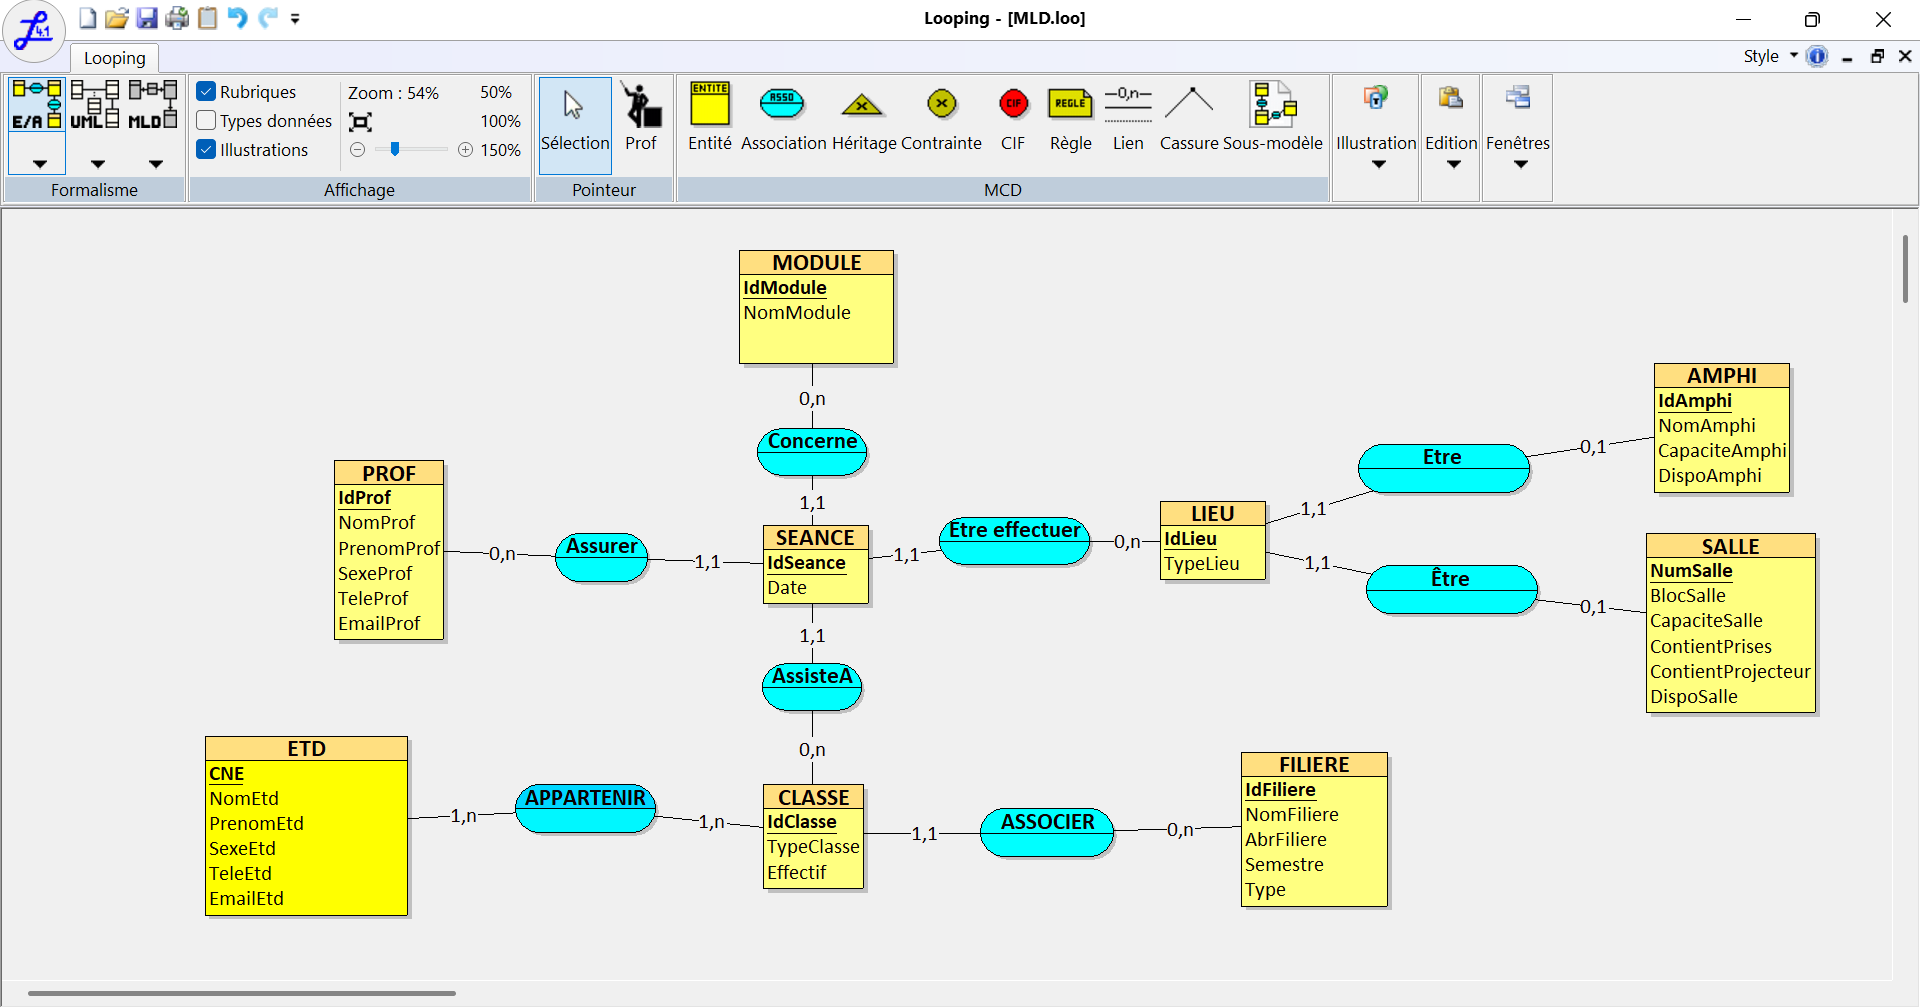 Looping - [MLD.loo]
4.1
Looping
Style
E/A
UML
MLD
Formalisme
Rubriques
Types données
Illustrations
Zoom : 54%
50%
100%
150%
Affichage
Sélection
Prof
Pointeur
ENTITE
Entité
ASSO
Association
Héritage
Contrainte
CIF
CIF
REGLE
Règle
—0,n—
Lien
Cassure
Sous-modèle
MCD
Illustration
Edition
Fenêtres
MODULE
IdModule
NomModule
0,n
Concerne
1,1
PROF
IdProf
NomProf
PrenomProf
SexeProf
TeleProf
EmailProf
0,n
Assurer
1,1
SEANCE
IdSeance
Date
1,1
Etre effectuer
0,n
LIEU
IdLieu
TypeLieu
1,1
Etre
0,1
AMPHI
IdAmphi
NomAmphi
CapaciteAmphi
DispoAmphi
1,1
Être
0,1
SALLE
NumSalle
BlocSalle
CapaciteSalle
ContientPrises
ContientProjecteur
DispoSalle
1,1
AssisteA
0,n
ETD
CNE
NomEtd
PrenomEtd
SexeEtd
TeleEtd
EmailEtd
1,n
APPARTENIR
1,n
CLASSE
IdClasse
TypeClasse
Effectif
1,1
ASSOCIER
0,n
FILIERE
IdFiliere
NomFiliere
AbrFiliere
Semestre
Type